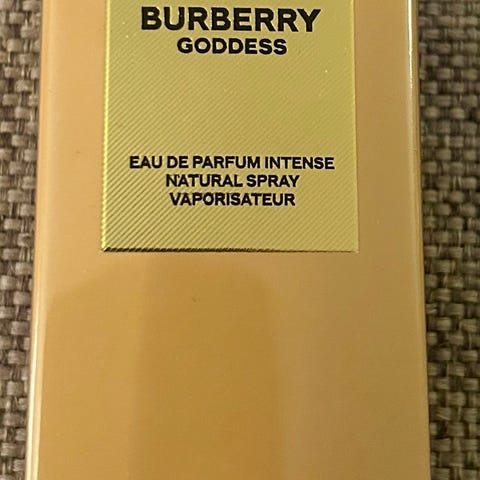 BURBERRY
GODDESS
EAU DE PARFUM INTENSE
NATURAL SPRAY
VAPORISATEUR